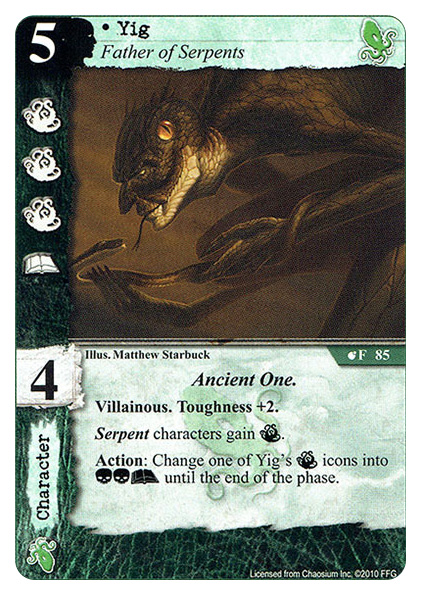 5
• Yig
Father of Serpents
Illus. Matthew Starbuck
F 85
4
Ancient One.
Villainous. Toughness +2.
Serpent characters gain .
Action: Change one of Yig's icons into
until the end of the phase.
Character
Licensed from Chaosium Inc. ©2010 FFG